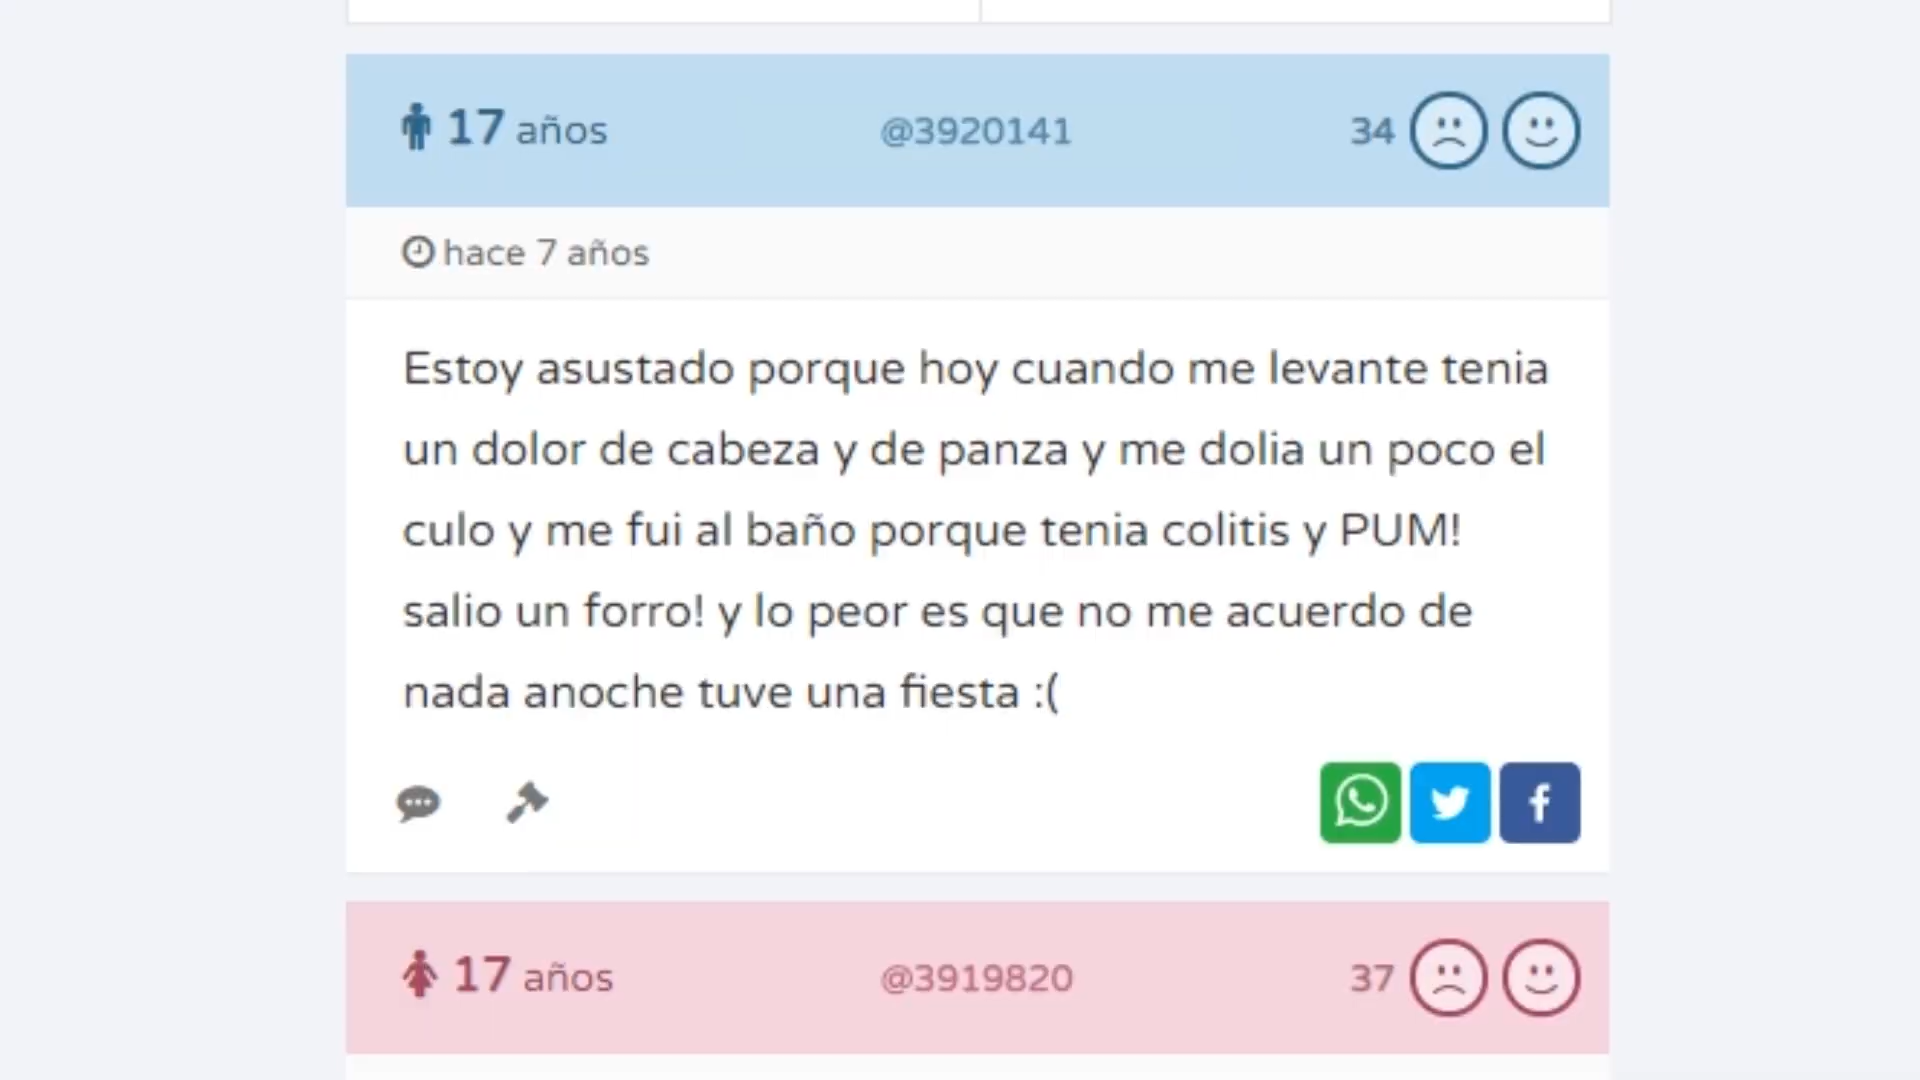 17 años @3920141 34
hace 7 años
Estoy asustado porque hoy cuando me levante tenia
un dolor de cabeza y de panza y me dolia un poco el
culo y me fui al baño porque tenia colitis y PUM!
salio un forro! y lo peor es que no me acuerdo de
nada anoche tuve una fiesta :(
17 años @3919820 37